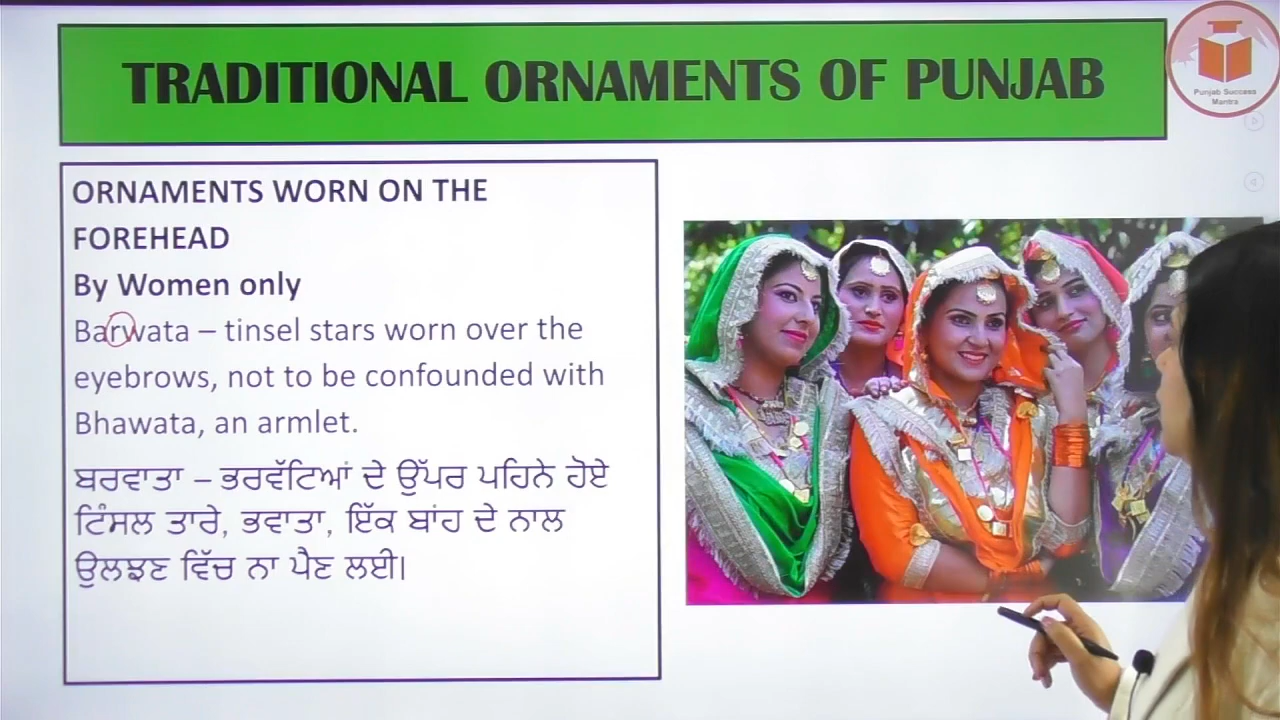 TRADITIONAL ORNAMENTS OF PUNJAB
Punjab Success
Mantra
ORNAMENTS WORN ON THE
FOREHEAD
By Women only
Barwata – tinsel stars worn over the
eyebrows, not to be confounded with
Bhawata, an armlet.
ਬਰਵਾਤਾ – ਭਰਵੱਟਿਆਂ ਦੇ ਉੱਪਰ ਪਹਿਨੇ ਹੋਏ
ਟਿੰਸਲ ਤਾਰੇ, ਭਵਾਤਾ, ਇੱਕ ਬਾਂਹ ਦੇ ਨਾਲ
ਉਲਝਣ ਵਿੱਚ ਨਾ ਪੈਣ ਲਈ।